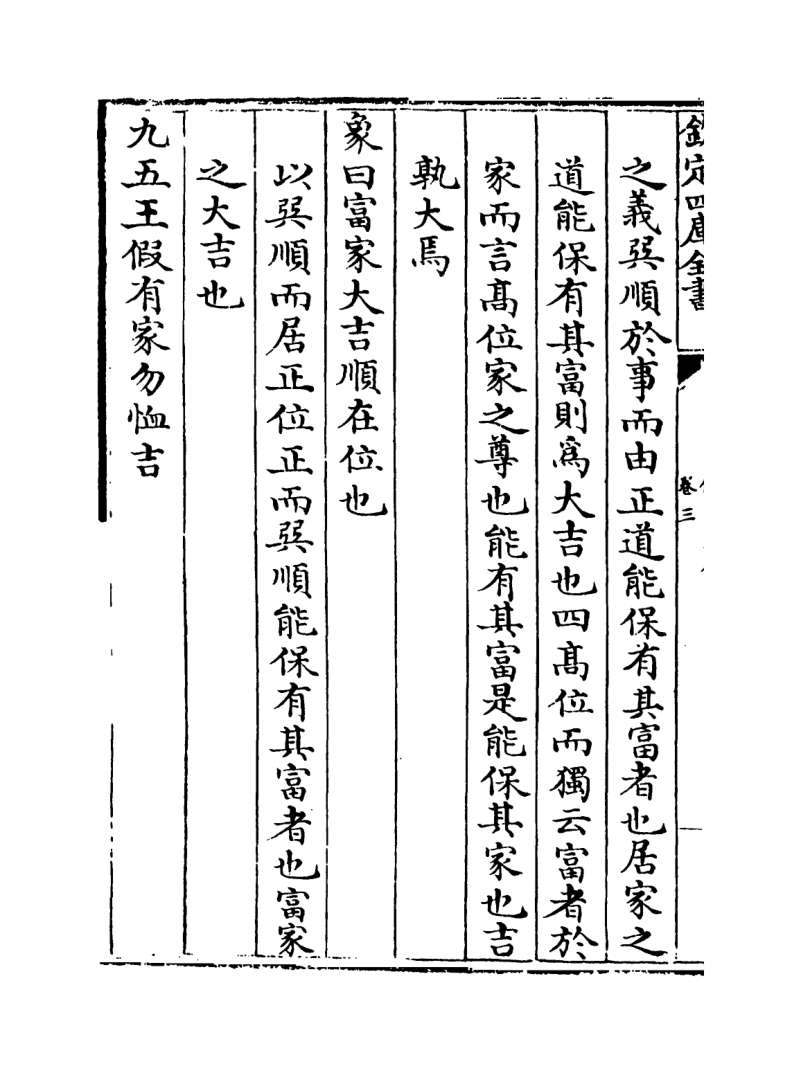 欽定四庫全書
卷三
之義巽順於事而由正道能保有其富者也居家之
道能保有其富則爲大吉也四髙位而獨云富者於
家而言髙位家之尊也能有其富是能保其家也吉
孰大焉
象曰富家大吉順在位也
以巽順而居正位正而巽順能保有其富者也富家
之大吉也
九五王假有家勿恤吉